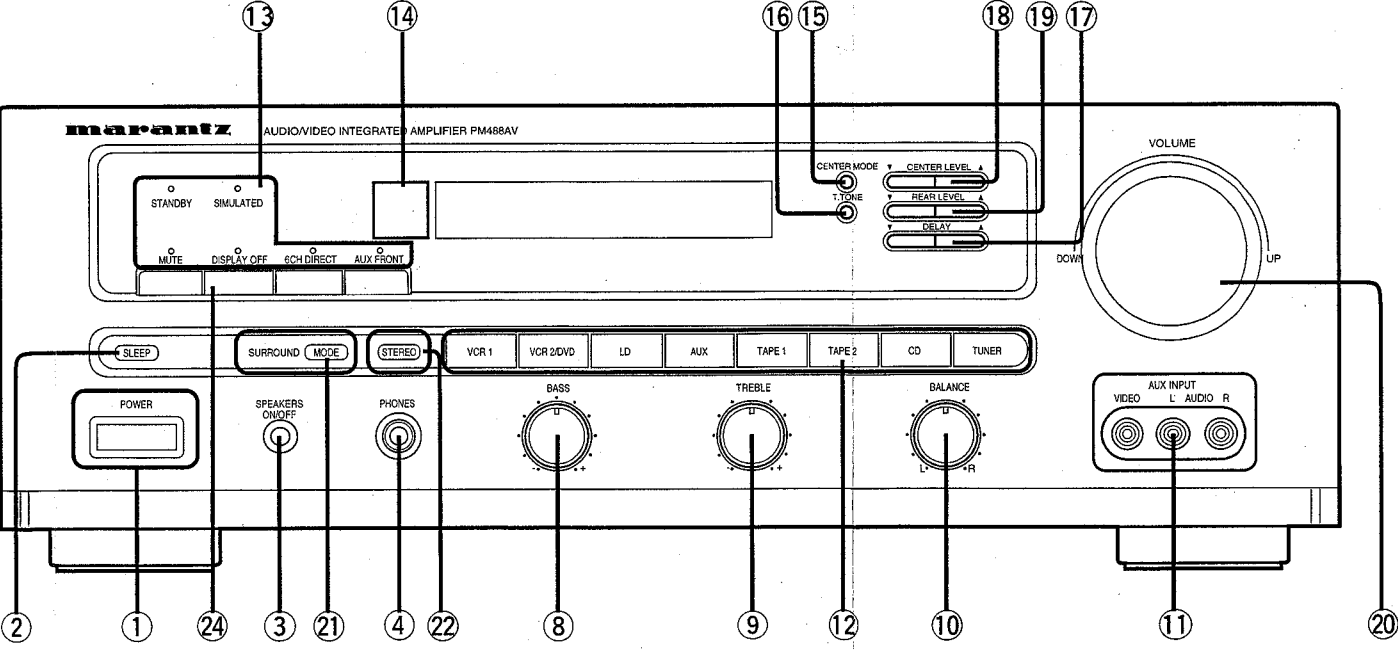 13 14 16 15 18 19 17
marantz AUDIO/VIDEO INTEGRATED AMPLIFIER PM488AV
VOLUME
CENTER MODE ▼ CENTER LEVEL ▲
STANDBY SIMULATED
T.TONE ▼ REAR LEVEL ▲
▼ DELAY ▲
MUTE DISPLAY OFF 6CH DIRECT AUX FRONT
DOWN UP
SLEEP SURROUND MODE STEREO VCR 1 VCR 2/DVD LD AUX TAPE 1 TAPE 2 CD TUNER
POWER
SPEAKERS
ON/OFF
PHONES
BASS
- +
TREBLE
- +
BALANCE
L R
AUX INPUT
VIDEO L AUDIO R
2 1 24 3 21 4 22 8 9 12 10 11 20